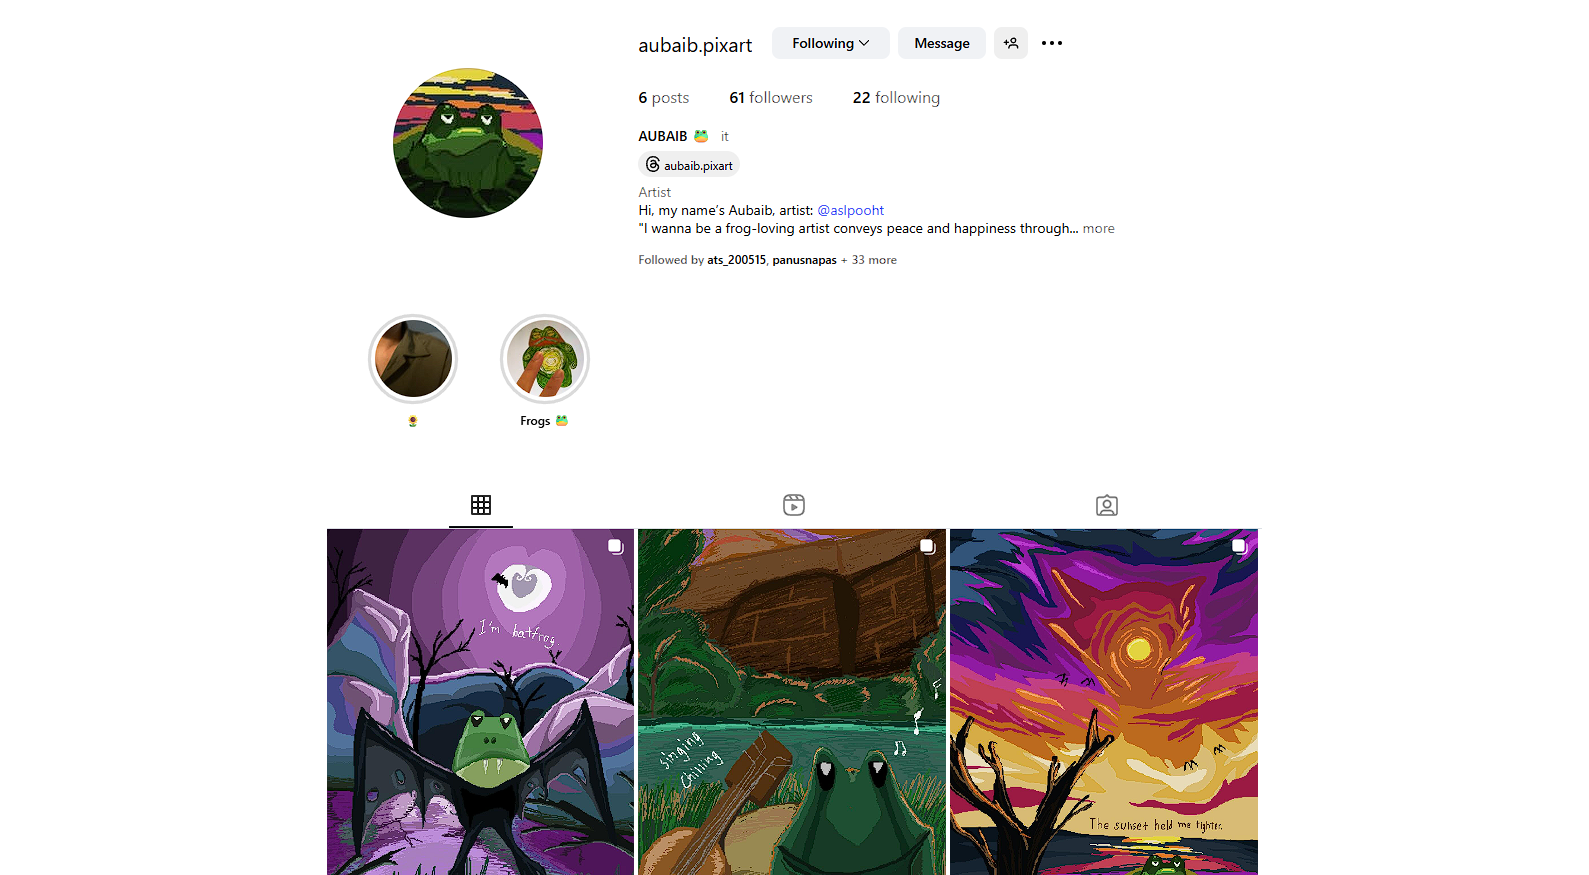 aubaib.pixart Following Message
6 posts 61 followers 22 following
AUBAIB 🐸 it
aubaib.pixart
Artist
Hi, my name’s Aubaib, artist: @aslpooht
"I wanna be a frog-loving artist conveys peace and happiness through... more
Followed by ats_200515, panusnapas + 33 more
🌻 Frogs 🐸
I'm batfrog
singing
chilling
The sunset held me tighter.